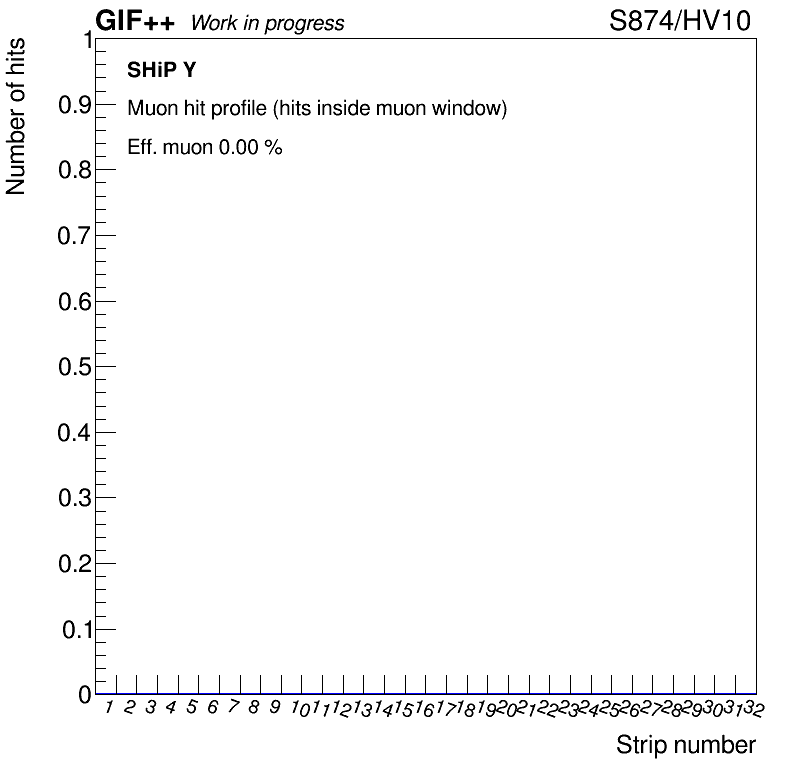 GIF++ Work in progress S874/HV10
Number of hits
SHiP Y
Muon hit profile (hits inside muon window)
Eff. muon 0.00 %
1
0.9
0.8
0.7
0.6
0.5
0.4
0.3
0.2
0.1
0
1 2 3 4 5 6 7 8 9 10 11 12 13 14 15 16 17 18 19 20 21 22 23 24 25 26 27 28 29 30 31 32
Strip number